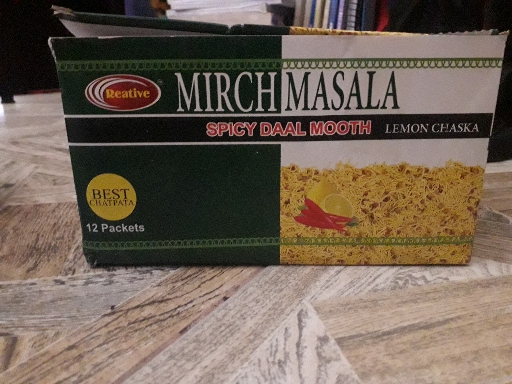 Reative
MIRCH MASALA
SPICY DAAL MOOTH LEMON CHASKA
BEST
CHATPATA
12 Packets